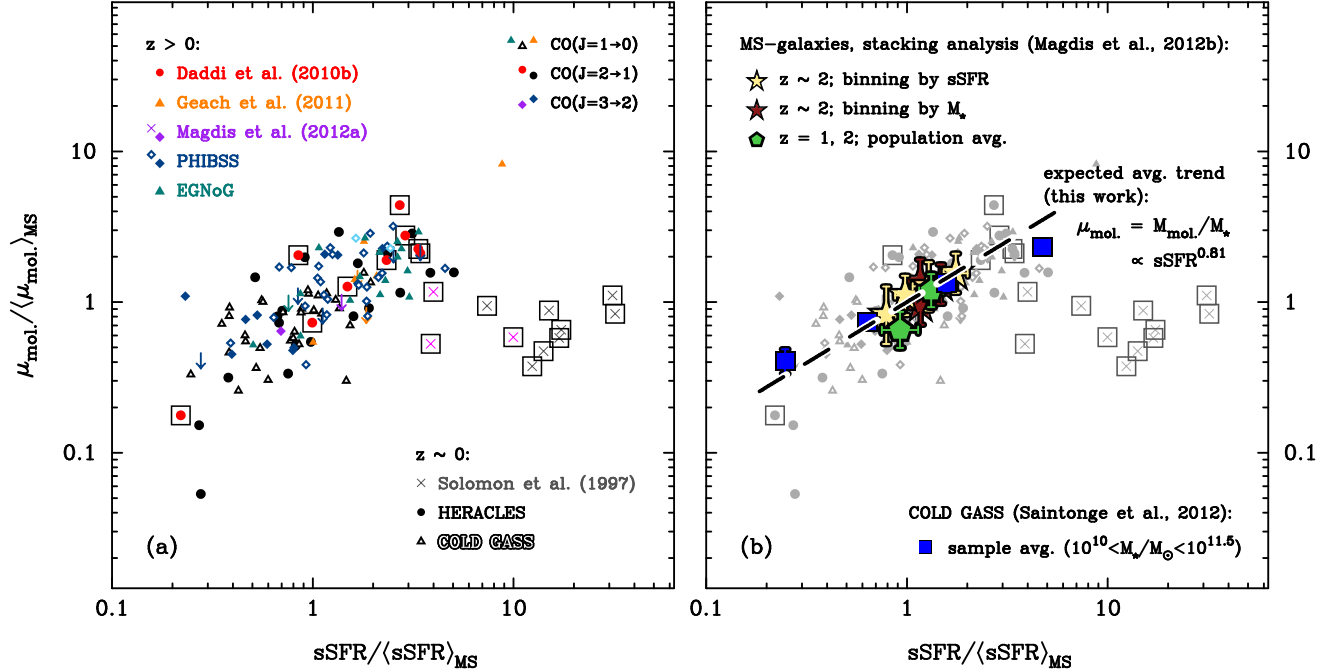 z > 0:
Daddi et al. (2010b)
Geach et al. (2011)
Magdis et al. (2012a)
PHIBSS
EGNoG
CO(J=1→0)
CO(J=2→1)
CO(J=3→2)
z ~ 0:
Solomon et al. (1997)
HERACLES
COLD GASS
(a)
10
1
0.1
μmol./⟨μmol.⟩MS
0.1
1
10
sSFR/⟨sSFR⟩MS
MS-galaxies, stacking analysis (Magdis et al., 2012b):
z ~ 2; binning by sSFR
z ~ 2; binning by M⋆
z = 1, 2; population avg.
expected avg. trend
(this work):
μmol. = Mmol./M⋆
∝ sSFR^0.81
COLD GASS (Saintonge et al., 2012):
sample avg. (10^10<M⋆/M⊙<10^11.5)
(b)
10
1
0.1
0.1
1
10
sSFR/⟨sSFR⟩MS